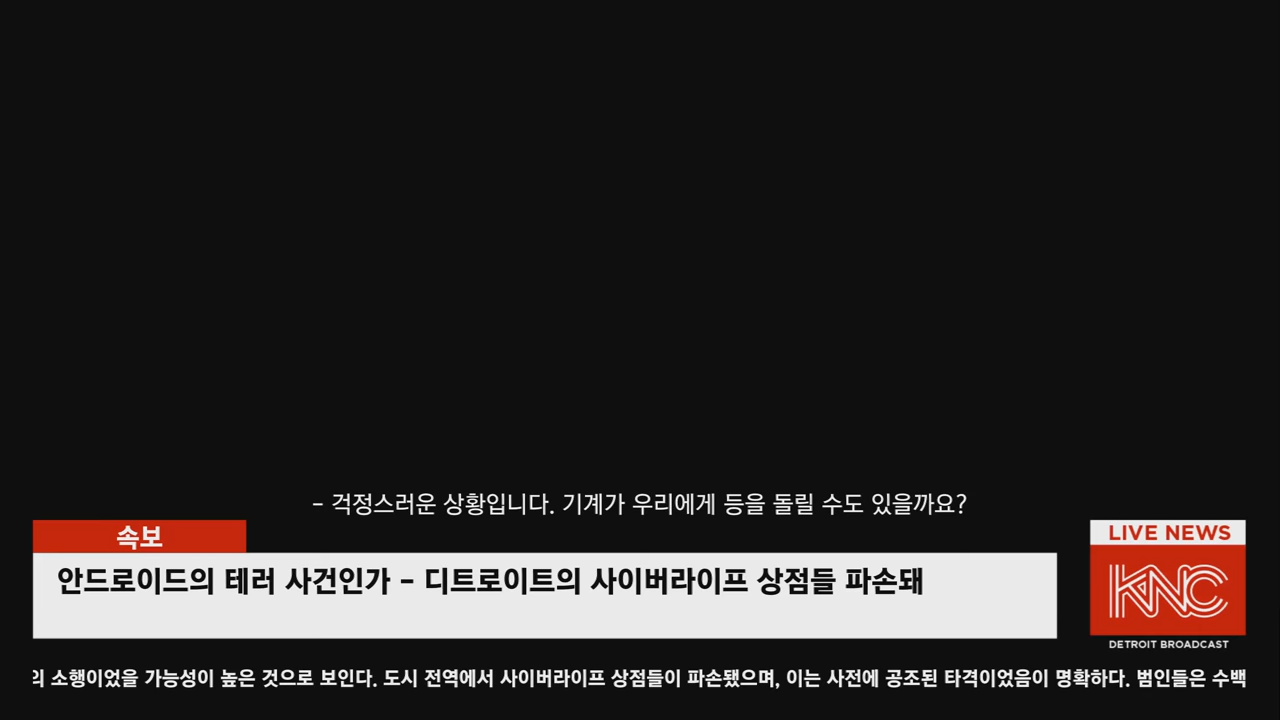 - 걱정스러운 상황입니다. 기계가 우리에게 등을 돌릴 수도 있을까요?
속보
LIVE NEWS
안드로이드의 테러 사건인가 - 디트로이트의 사이버라이프 상점들 파손돼
KNC
DETROIT BROADCAST
의 소행이었을 가능성이 높은 것으로 보인다. 도시 전역에서 사이버라이프 상점들이 파손됐으며, 이는 사전에 공조된 타격이었음이 명확하다. 범인들은 수백